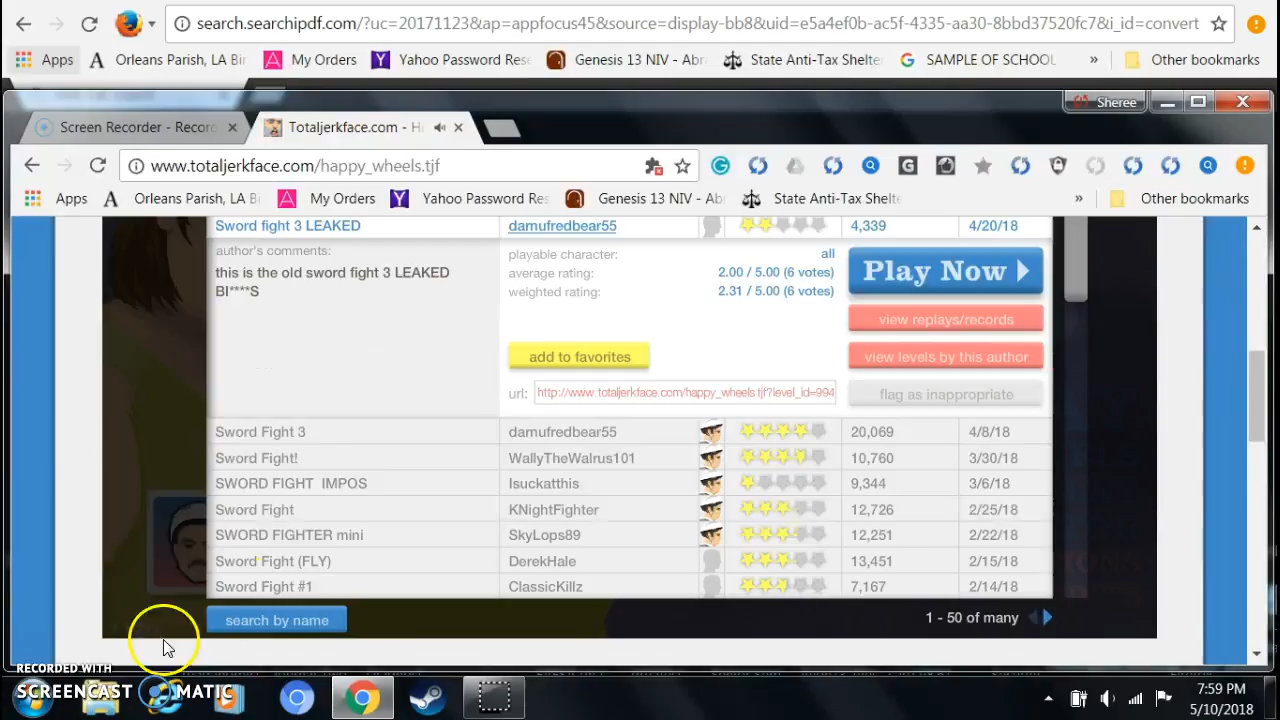 search.searchipdf.com/?uc=20171123&ap=appfocus45&source=display-bb8&uid=e5a4ef0b-ac5f-4335-aa30-8bbd37520fc7&i_id=convert
Apps Orleans Parish, LA Bi My Orders Yahoo Password Rese Genesis 13 NIV - Abr State Anti-Tax Shelter SAMPLE OF SCHOOL » Other bookmarks
Sheree
Screen Recorder - Recor Totaljerkface.com - H
www.totaljerkface.com/happy_wheels.tjf
Apps Orleans Parish, LA Bi My Orders Yahoo Password Res Genesis 13 NIV - Ab State Anti-Tax Shelte » Other bookmarks
Sword fight 3 LEAKED damufredbear55 4,339 4/20/18
author's comments: playable character: all
this is the old sword fight 3 LEAKED average rating: 2.00 / 5.00 (6 votes) Play Now
BI****S weighted rating: 2.31 / 5.00 (6 votes)
view replays/records
add to favorites view levels by this author
url: http://www.totaljerkface.com/happy_wheels.tjf?level_id=994 flag as inappropriate
Sword Fight 3 damufredbear55 20,069 4/8/18
Sword Fight! WallyTheWalrus101 10,760 3/30/18
SWORD FIGHT IMPOS Isuckatthis 9,344 3/6/18
Sword Fight KNightFighter 12,726 2/25/18
SWORD FIGHTER mini SkyLops89 12,251 2/22/18
Sword Fight (FLY) DerekHale 13,451 2/15/18
Sword Fight #1 ClassicKillz 7,167 2/14/18
search by name 1 - 50 of many
RECORDED WITH
SCREENCAST MATIC
7:59 PM
5/10/2018